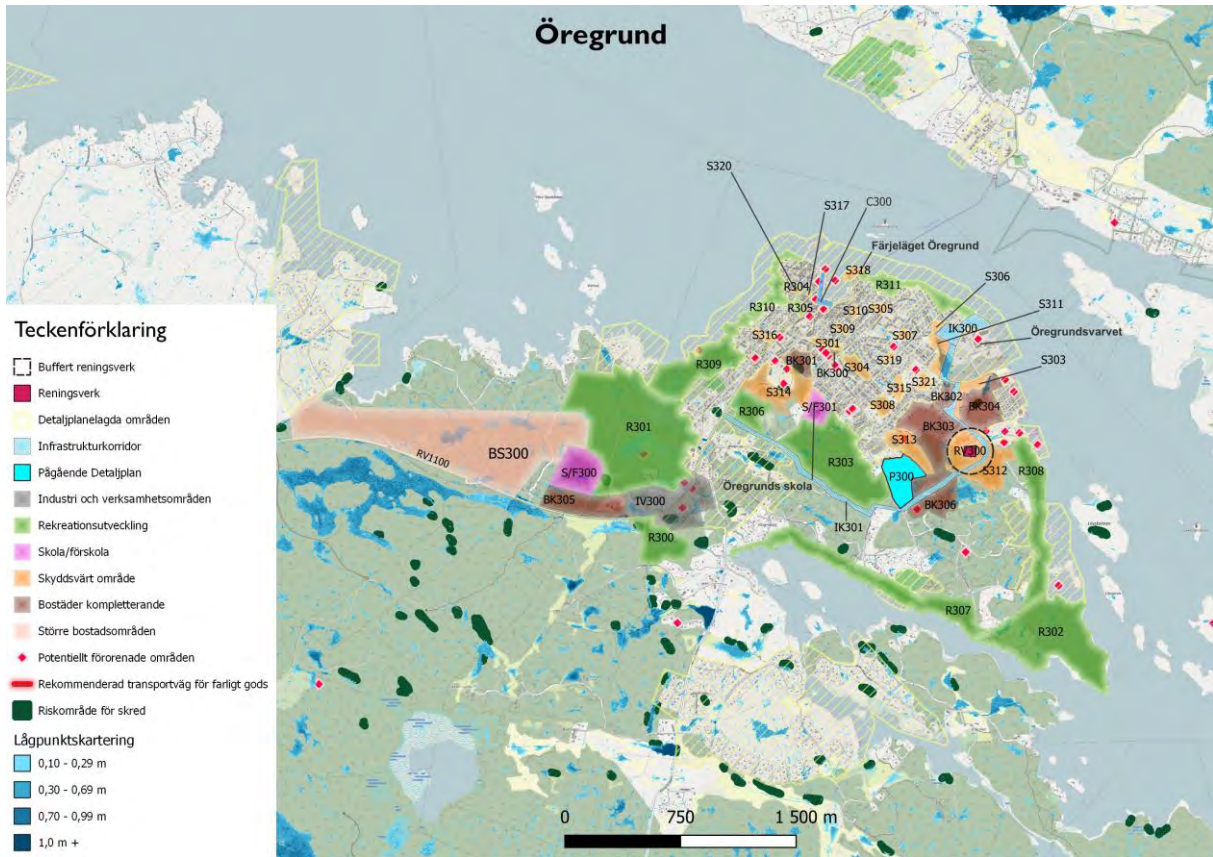 Öregrund
S320
S317
C300
Färjeläget Öregrund
S318
S306
R304
R311
S311
R310
R305
S310
S305
IK300
Öregrundsvarvet
S316
S309
S307
S303
S301
R309
BK301
BK300
S304
S319
S321
S315
S314
BK302
BK304
S/F301
S308
R306
BK303
R301
S313
BS300
RV1100
R303
RV300
S/F300
P300
S312
R308
Öregrunds skola
BK305
IV300
BK306
IK301
R300
R307
R302
Teckenförklaring
Buffert reningsverk
Reningsverk
Detaljplanelagda områden
Infrastrukturkorridor
Pågående Detaljplan
Industri och verksamhetsområden
Rekreationsutveckling
Skola/förskola
Skyddsvärt område
Bostäder kompletterande
Större bostadsområden
Potentiellt förorenade områden
Rekommenderad transportväg för farligt gods
Riskområde för skred
Lågpunktskartering
0,10 - 0,29 m
0,30 - 0,69 m
0,70 - 0,99 m
1,0 m +
0 750 1 500 m